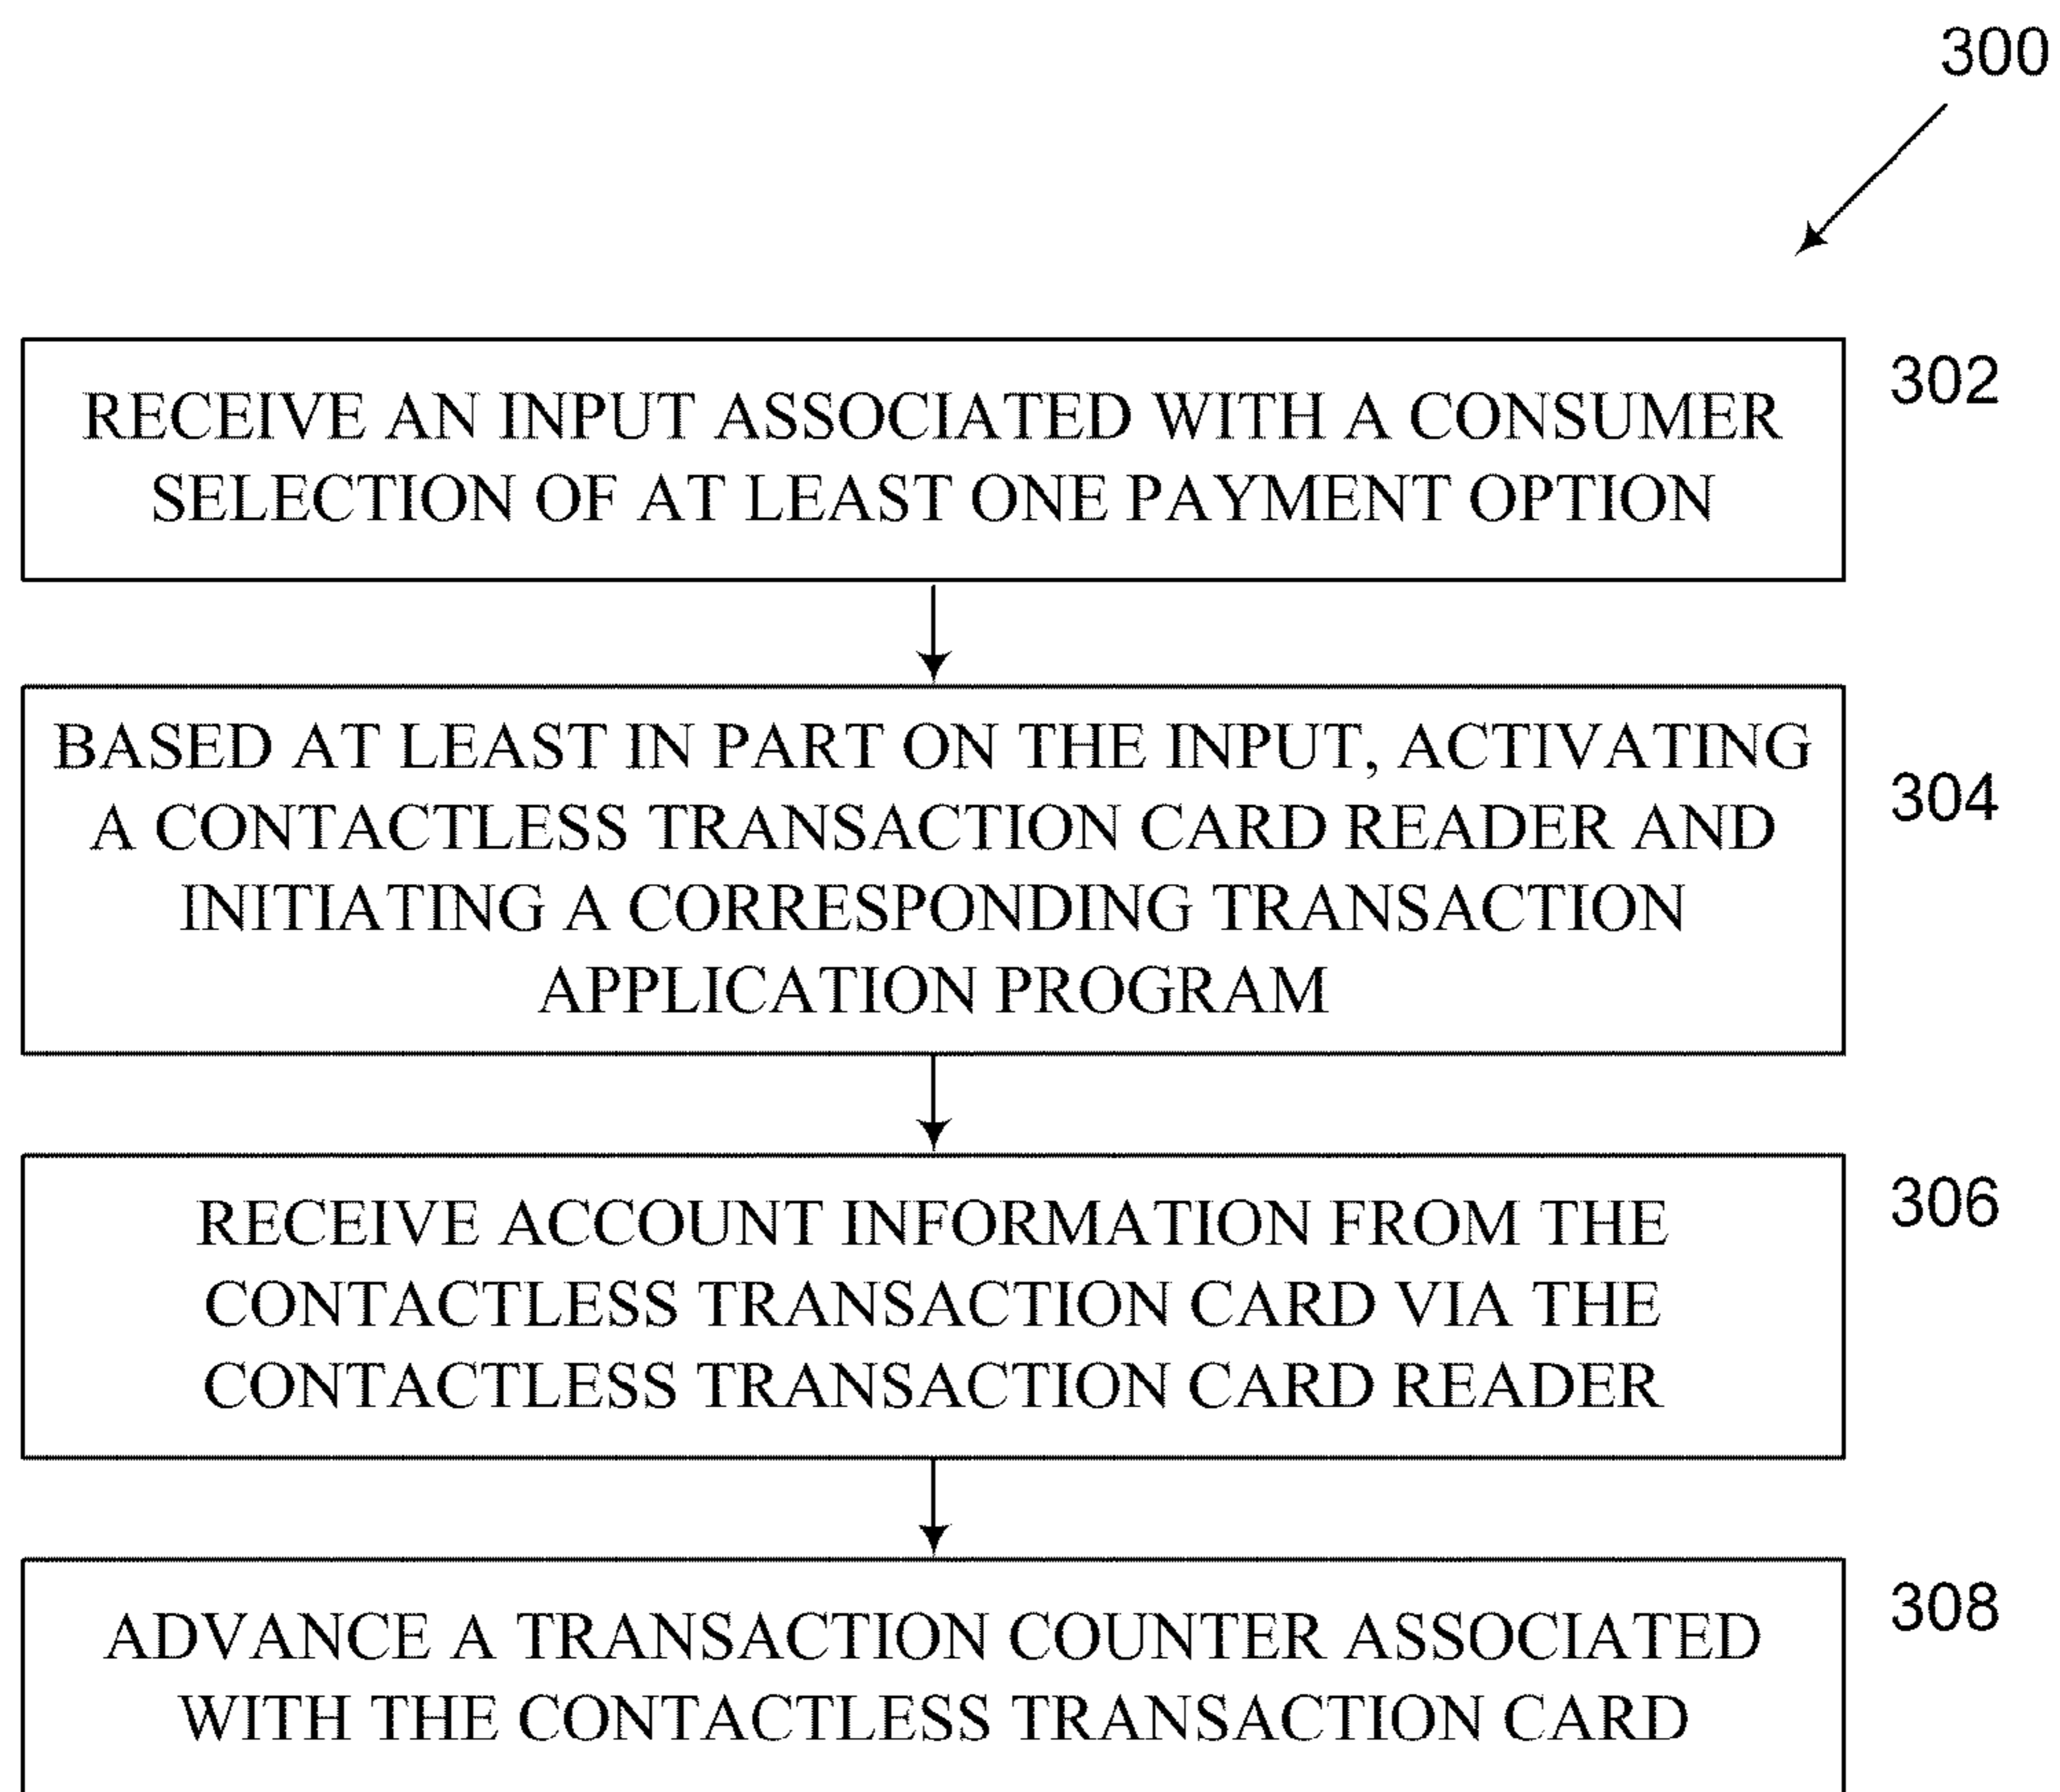 300
302
RECEIVE AN INPUT ASSOCIATED WITH A CONSUMER
SELECTION OF AT LEAST ONE PAYMENT OPTION
304
BASED AT LEAST IN PART ON THE INPUT, ACTIVATING
A CONTACTLESS TRANSACTION CARD READER AND
INITIATING A CORRESPONDING TRANSACTION
APPLICATION PROGRAM
306
RECEIVE ACCOUNT INFORMATION FROM THE
CONTACTLESS TRANSACTION CARD VIA THE
CONTACTLESS TRANSACTION CARD READER
308
ADVANCE A TRANSACTION COUNTER ASSOCIATED
WITH THE CONTACTLESS TRANSACTION CARD